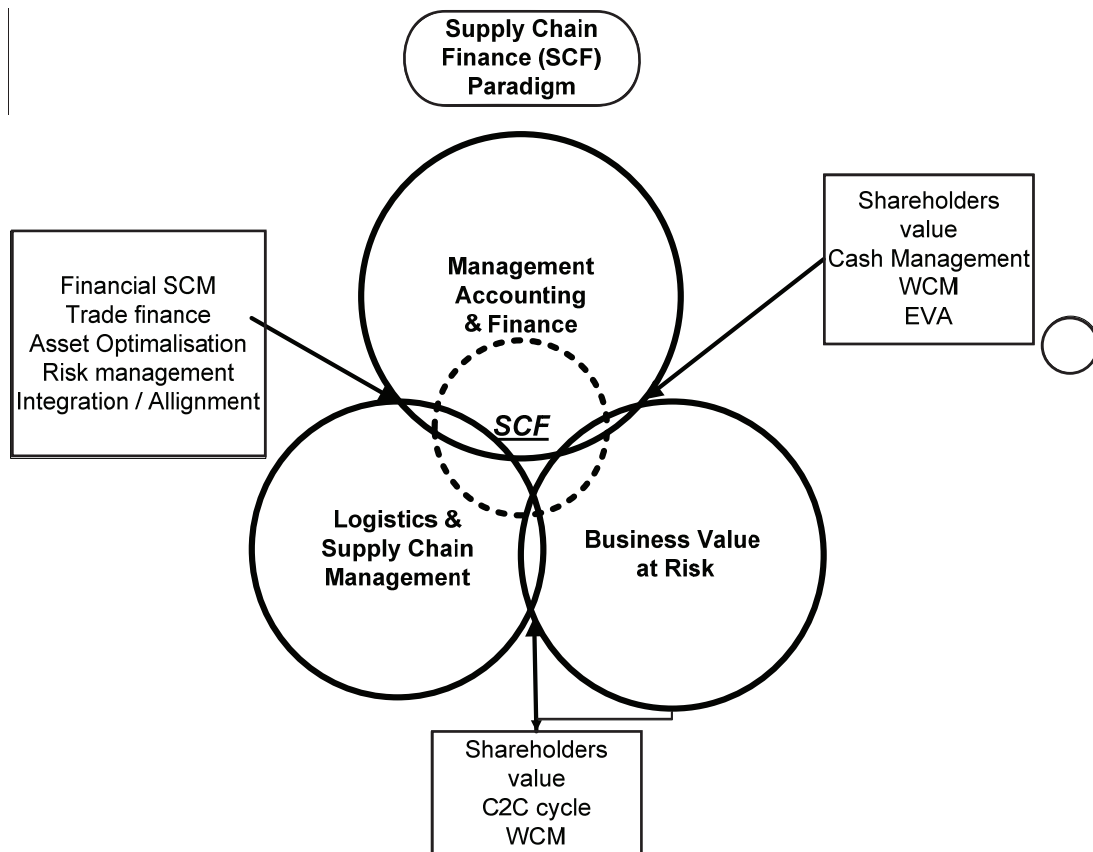 Supply Chain
Finance (SCF)
Paradigm
Shareholders
value
Cash Management
WCM
EVA
Management
Accounting
& Finance
Financial SCM
Trade finance
Asset Optimalisation
Risk management
Integration / Allignment
SCF
Logistics &
Supply Chain
Management
Business Value
at Risk
Shareholders
value
C2C cycle
WCM